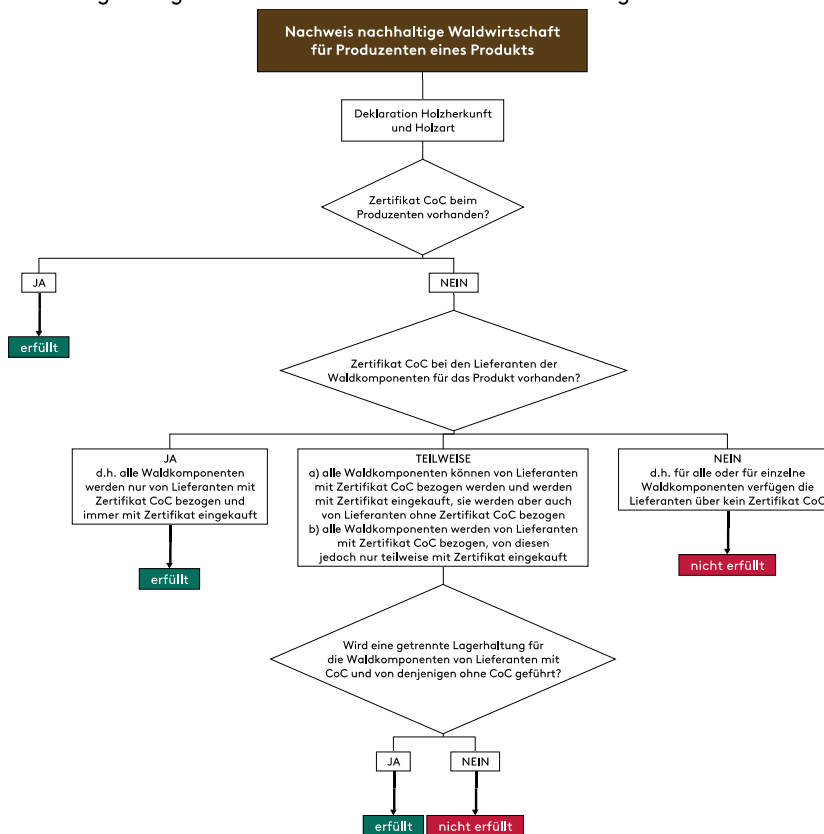 Nachweis nachhaltige Waldwirtschaft
für Produzenten eines Produkts
Deklaration Holzherkunft
und Holzart
Zertifikat CoC beim
Produzenten vorhanden?
JA
NEIN
erfüllt
Zertifikat CoC bei den Lieferanten der
Waldkomponenten für das Produkt vorhanden?
JA
d.h. alle Waldkomponenten
werden nur von Lieferanten mit
Zertifikat CoC bezogen und
immer mit Zertifikat eingekauft
TEILWEISE
a) alle Waldkomponenten können von Lieferanten
mit Zertifikat CoC bezogen werden und werden
mit Zertifikat eingekauft, sie werden aber auch
von Lieferanten ohne Zertifikat CoC bezogen
b) alle Waldkomponenten werden von Lieferanten
mit Zertifikat CoC bezogen, von diesen
jedoch nur teilweise mit Zertifikat eingekauft
NEIN
d.h. für alle oder für einzelne
Waldkomponenten verfügen die
Lieferanten über kein Zertifikat CoC
erfüllt
nicht erfüllt
Wird eine getrennte Lagerhaltung für
die Waldkomponenten von Lieferanten mit
CoC und von denjenigen ohne CoC geführt?
JA
NEIN
erfüllt
nicht erfüllt